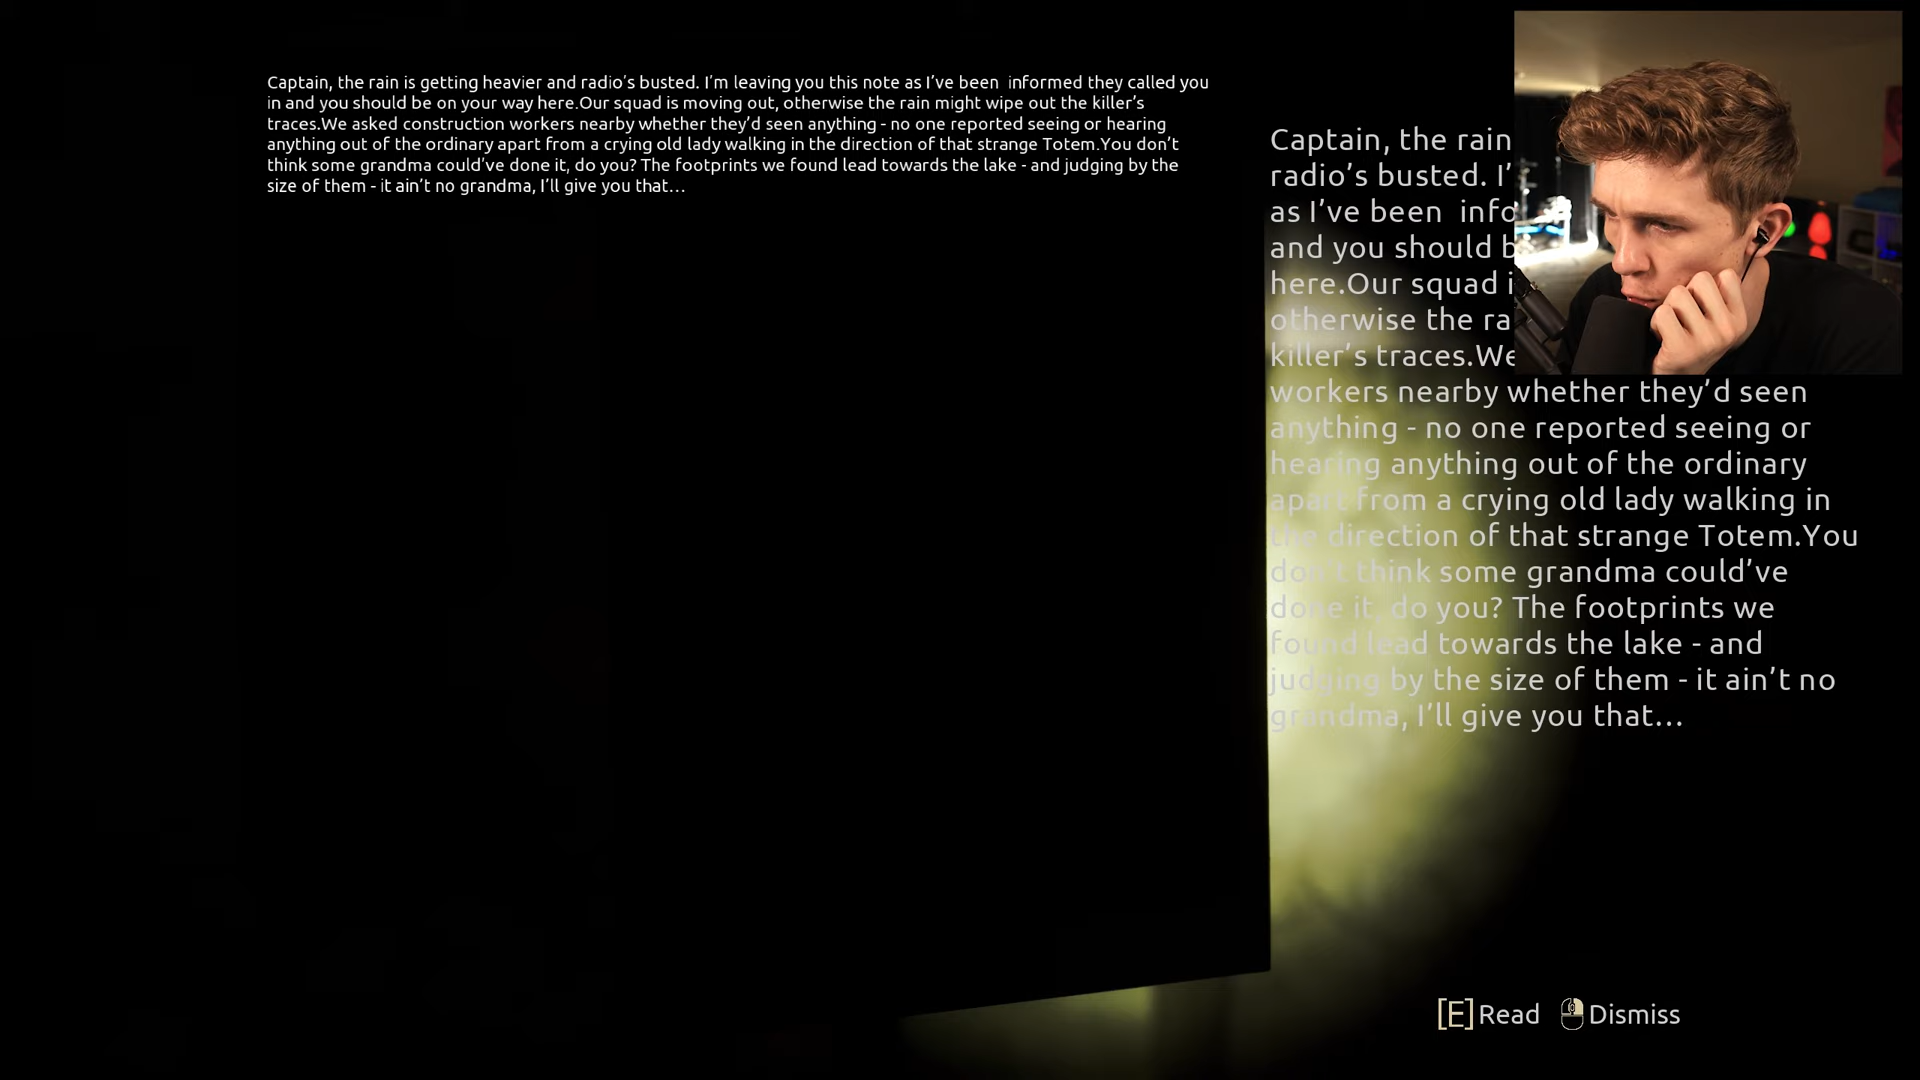 Captain, the rain is getting heavier and radio’s busted. I’m leaving you this note as I’ve been  informed they called you
in and you should be on your way here.Our squad is moving out, otherwise the rain might wipe out the killer’s
traces.We asked construction workers nearby whether they’d seen anything - no one reported seeing or hearing
anything out of the ordinary apart from a crying old lady walking in the direction of that strange Totem.You don’t
think some grandma could’ve done it, do you? The footprints we found lead towards the lake - and judging by the
size of them - it ain’t no grandma, I’ll give you that...
Captain, the rain
radio’s busted. I’
as I’ve been  info
and you should b
here.Our squad i
otherwise the ra
killer’s traces.We
workers nearby whether they’d seen
anything - no one reported seeing or
hearing anything out of the ordinary
apart from a crying old lady walking in
the direction of that strange Totem.You
don’t think some grandma could’ve
done it, do you? The footprints we
found lead towards the lake - and
judging by the size of them - it ain’t no
grandma, I’ll give you that...
[E] Read Dismiss